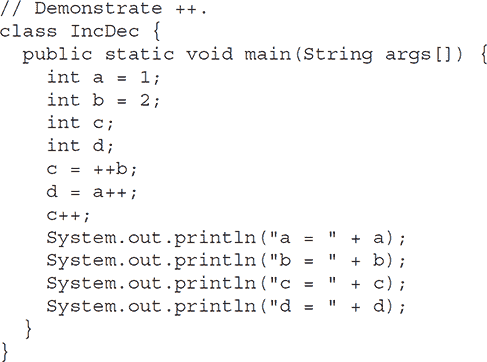 // Demonstrate ++.
class IncDec {
  public static void main(String args[]) {
    int a = 1;
    int b = 2;
    int c;
    int d;
    c = ++b;
    d = a++;
    c++;
    System.out.println("a = " + a);
    System.out.println("b = " + b);
    System.out.println("c = " + c);
    System.out.println("d = " + d);
  }
}